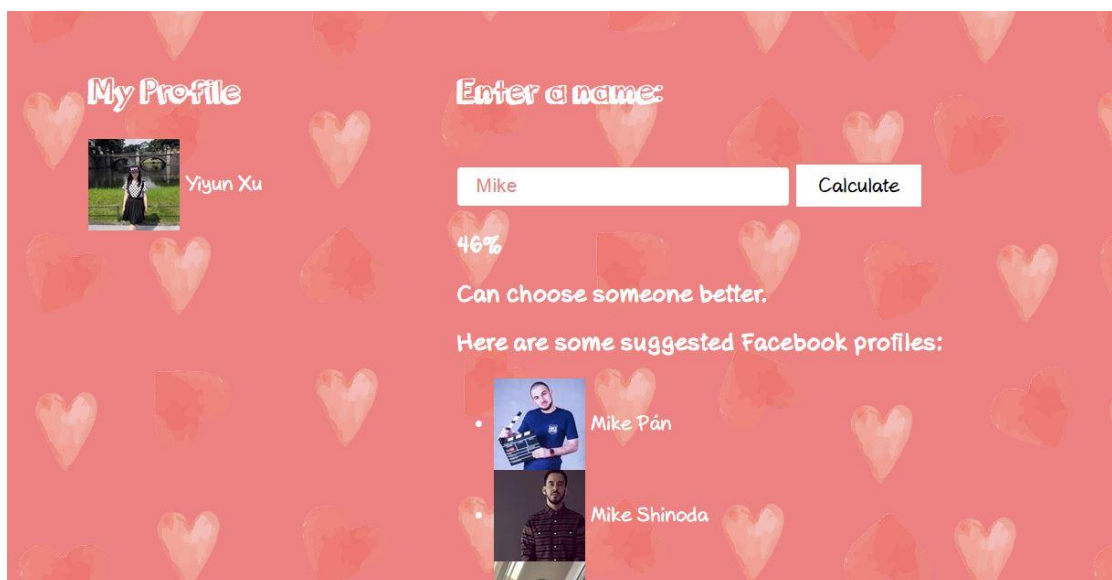 My Profile
Yiyun Xu
Enter a name:
Mike
Calculate
46%
Can choose someone better.
Here are some suggested Facebook profiles:
Mike Pán
Mike Shinoda